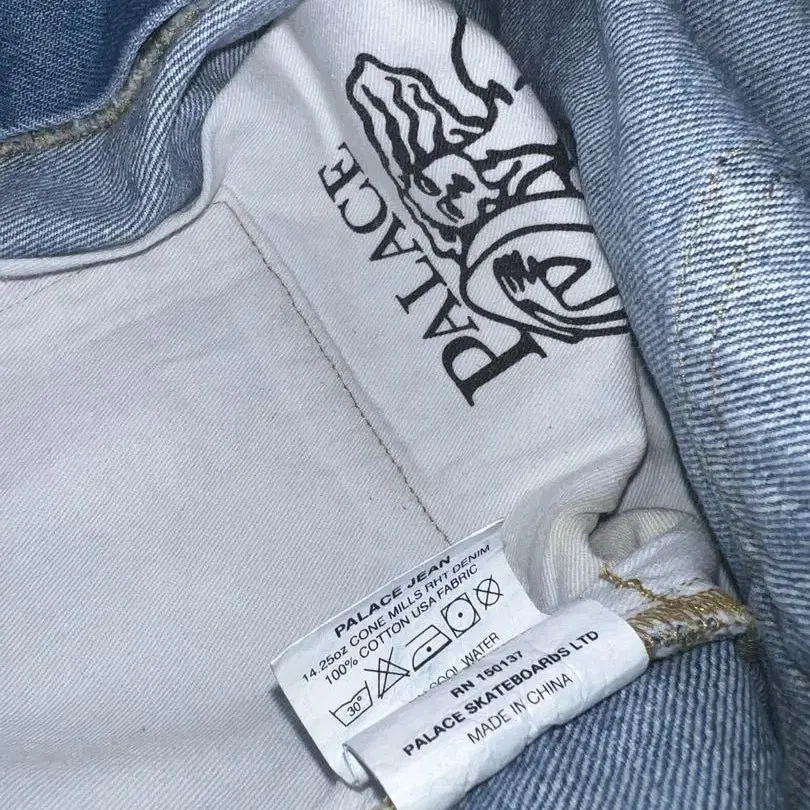 PALACE
PALACE JEAN
14.25oz CONE MILLS RHT DENIM
100% COTTON USA FABRIC
30°
COOL WATER
RN 150137
PALACE SKATEBOARDS LTD
MADE IN CHINA